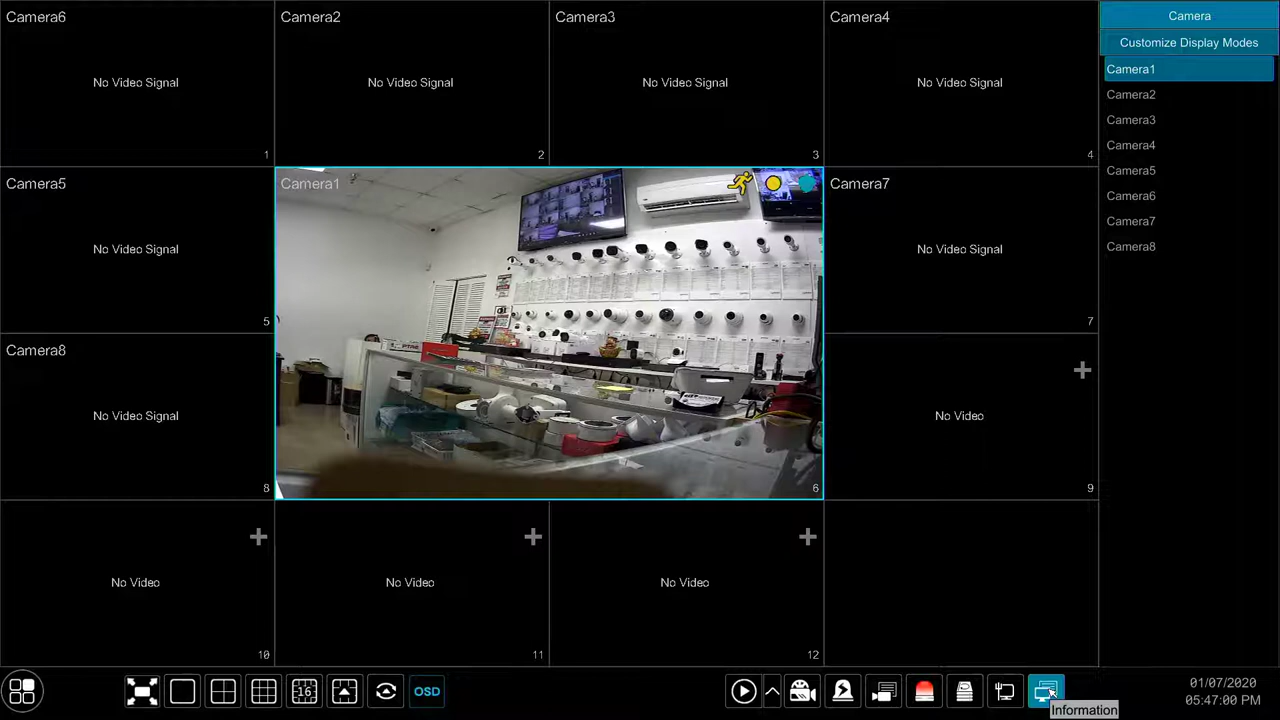 Camera6
No Video Signal
1
Camera2
No Video Signal
2
Camera3
No Video Signal
3
Camera4
No Video Signal
4
Camera
Customize Display Modes
Camera1
Camera2
Camera3
Camera4
Camera5
Camera6
Camera7
Camera8
Camera5
No Video Signal
5
Camera1
6
Camera7
No Video Signal
7
Camera8
No Video Signal
8
No Video
9
No Video
10
No Video
11
No Video
12
16
OSD
Information
01/07/2020
05:47:00 PM